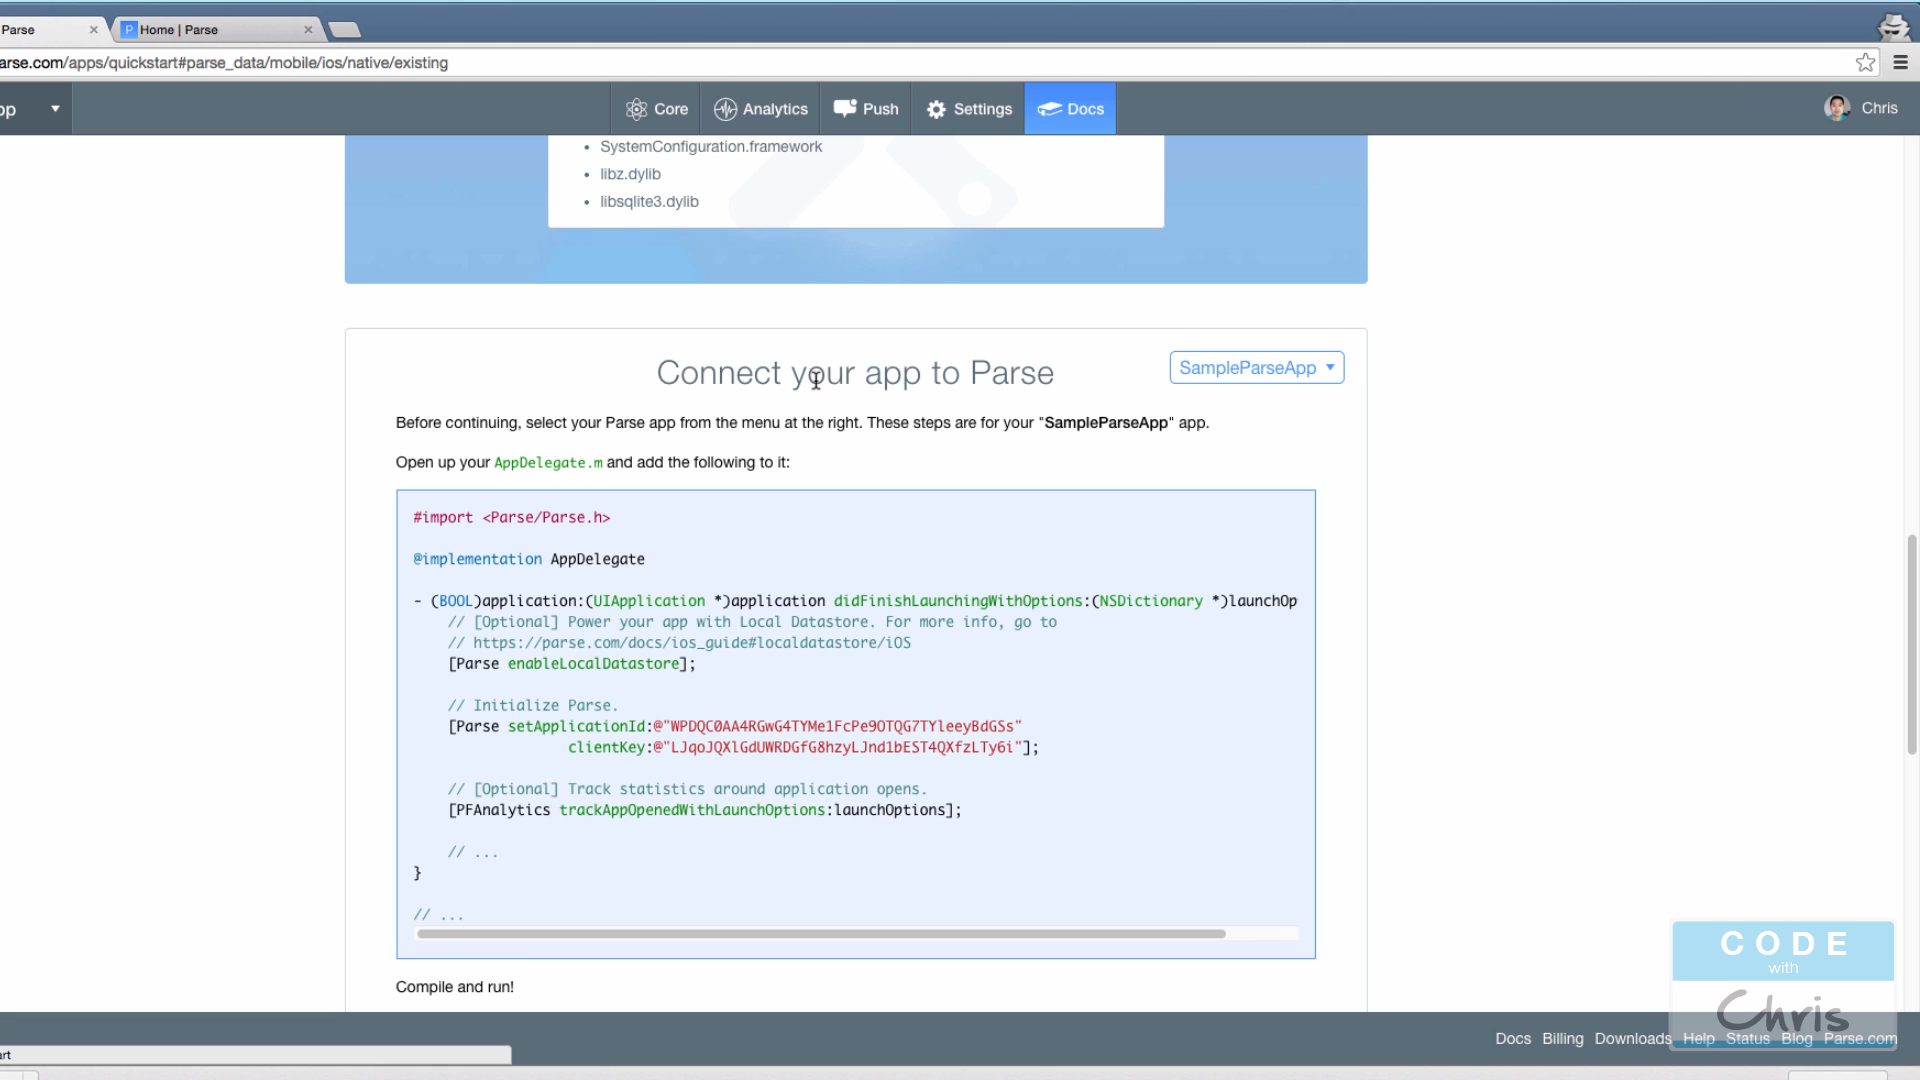 Parse
Home | Parse
arse.com/apps/quickstart#parse_data/mobile/ios/native/existing
pp
Core
Analytics
Push
Settings
Docs
Chris
• SystemConfiguration.framework
• libz.dylib
• libsqlite3.dylib
Connect your app to Parse
SampleParseApp
Before continuing, select your Parse app from the menu at the right. These steps are for your "SampleParseApp" app.
Open up your AppDelegate.m and add the following to it:
#import <Parse/Parse.h>
@implementation AppDelegate
- (BOOL)application:(UIApplication *)application didFinishLaunchingWithOptions:(NSDictionary *)launchOp
// [Optional] Power your app with Local Datastore. For more info, go to
// https://parse.com/docs/ios_guide#localdatastore/iOS
[Parse enableLocalDatastore];
// Initialize Parse.
[Parse setApplicationId:@"WPDQC0AA4RGwG4TYMe1FcPe9OTQG7TYleeyBdGSs"
clientKey:@"LJqoJQXlGdUWRDGfG8hzyLJnd1bEST4QXfzLTy6i"];
// [Optional] Track statistics around application opens.
[PFAnalytics trackAppOpenedWithLaunchOptions:launchOptions];
// ...
}
// ...
Compile and run!
CODE
with
Chris
Docs Billing Downloads Help Status Blog Parse.com
art